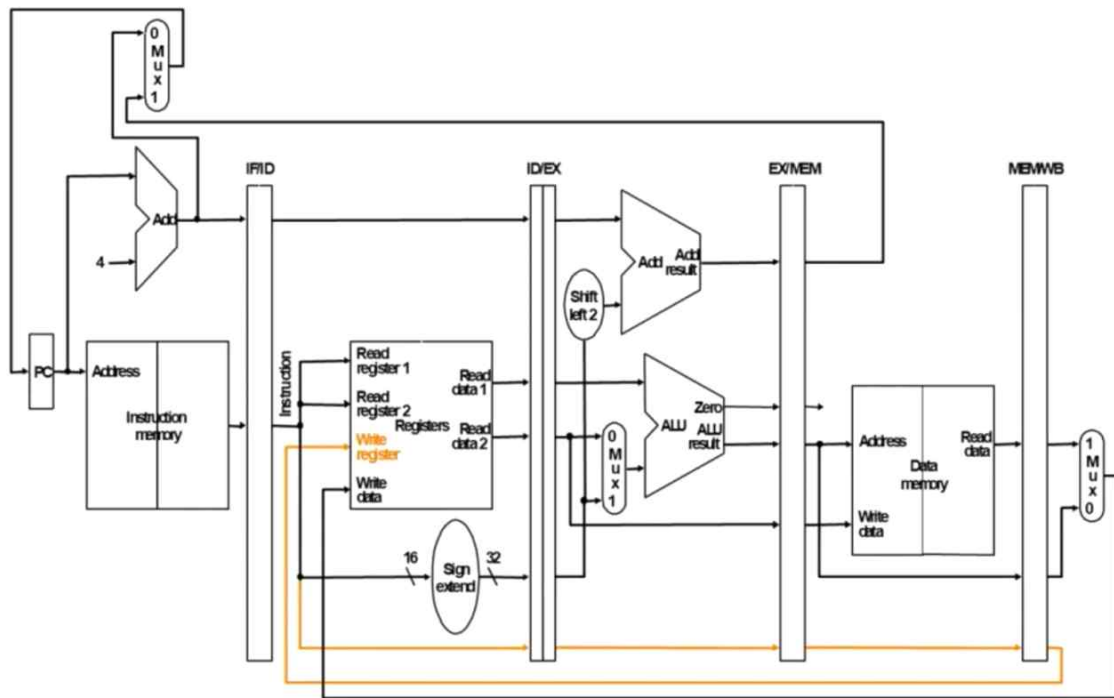 0
M
u
x
1
IF/ID
ID/EX
EX/MEM
MEM/WB
Add
4
Add
Add
result
Shift
left 2
PC
Address
Instruction
memory
Instruction
Read
register 1
Read
register 2
Registers
Write
register
Write
data
Read
data 1
Read
data 2
0
M
u
x
1
Zero
ALU
ALU
result
Address
Read
data
Data
memory
Write
data
1
M
u
x
0
16
Sign
extend
32